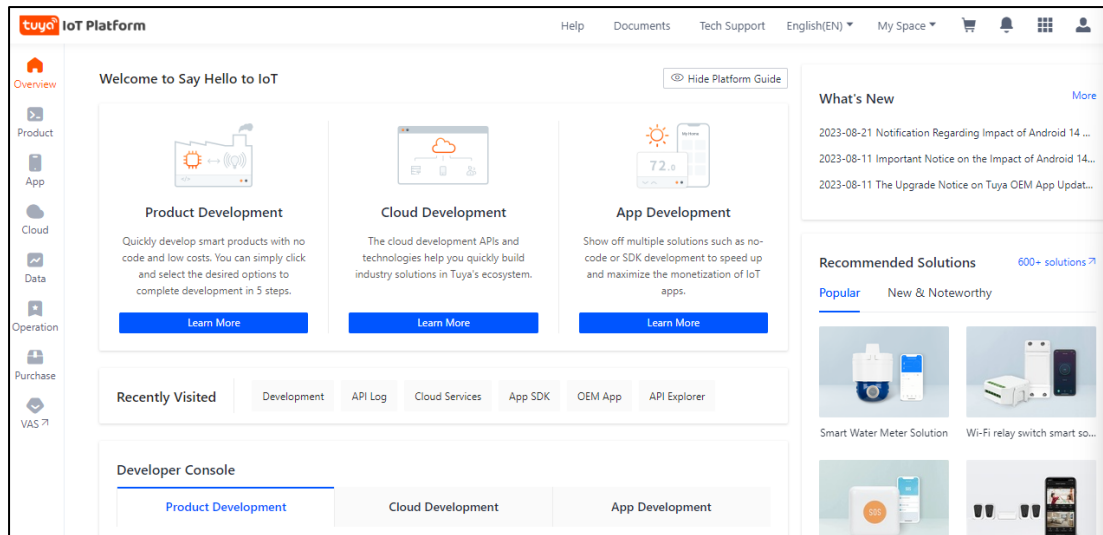 tuya IoT Platform
Help Documents Tech Support English(EN) My Space
Overview
Product
App
Cloud
Data
Operation
Purchase
VAS
Welcome to Say Hello to IoT
Hide Platform Guide
Product Development
Quickly develop smart products with no
code and low costs. You can simply click
and select the desired options to
complete development in 5 steps.
Learn More
Cloud Development
The cloud development APIs and
technologies help you quickly build
industry solutions in Tuya's ecosystem.
Learn More
72.0
App Development
Show off multiple solutions such as no-
code or SDK development to speed up
and maximize the monetization of IoT
apps.
Learn More
Recently Visited Development API Log Cloud Services App SDK OEM App API Explorer
Developer Console
Product Development Cloud Development App Development
What's New More
2023-08-21 Notification Regarding Impact of Android 14 ...
2023-08-11 Important Notice on the Impact of Android 14...
2023-08-11 The Upgrade Notice on Tuya OEM App Updat...
Recommended Solutions 600+ solutions
Popular New & Noteworthy
Smart Water Meter Solution Wi-Fi relay switch smart so...
SOS